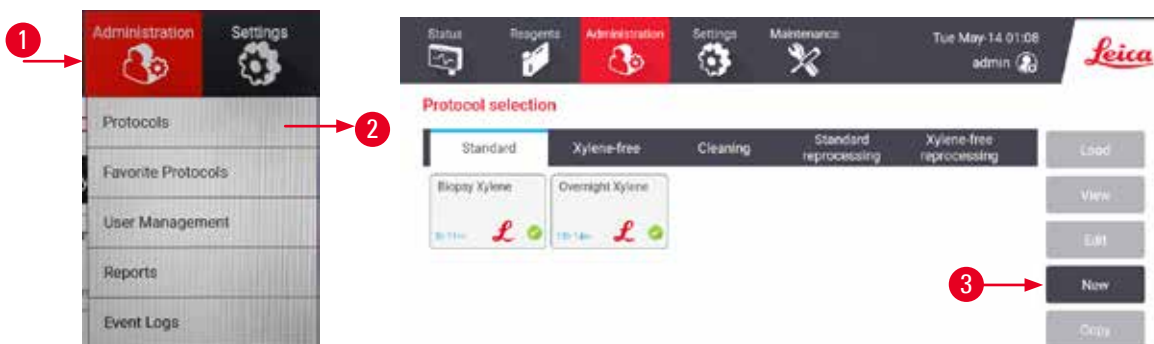 1
Administration
Settings
Protocols
2
Favorite Protocols
User Management
Reports
Event Logs
Status
Reagents
Administration
Settings
Maintenance
Tue May-14 01:08
admin
Leica
Protocol selection
Standard
Xylene-free
Cleaning
Standard
reprocessing
Xylene-free
reprocessing
Load
Biopsy Xylene
Overnight Xylene
View
Edit
3
New
Copy